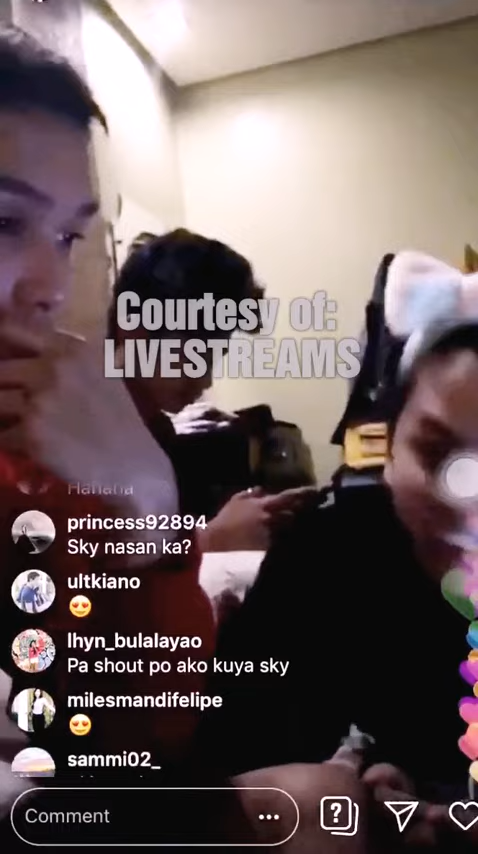 Courtesy of:
LIVESTREAMS
Hahaha
princess92894
Sky nasan ka?
ultkiano
lhyn_bulalayao
Pa shout po ako kuya sky
milesmandifelipe
sammi02_
Comment